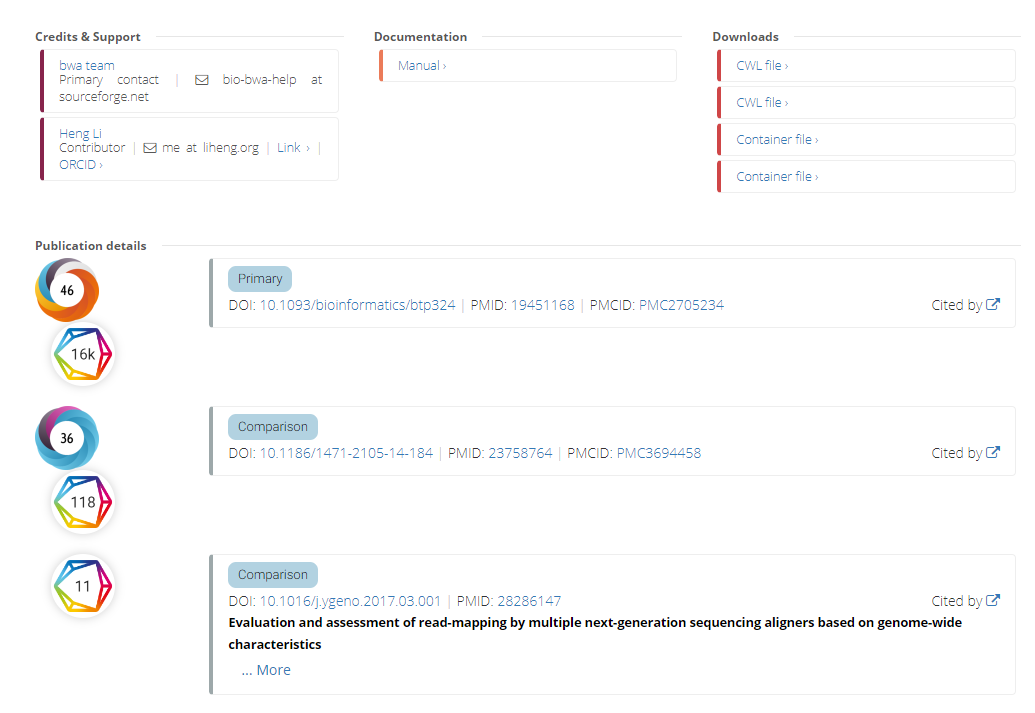 Credits & Support
bwa team
Primary contact | bio-bwa-help at
sourceforge.net
Heng Li
Contributor | me at liheng.org | Link › |
ORCID ›
Documentation
Manual ›
Downloads
CWL file ›
CWL file ›
Container file ›
Container file ›
Publication details
46
16k
Primary
DOI: 10.1093/bioinformatics/btp324 | PMID: 19451168 | PMCID: PMC2705234
Cited by
36
118
Comparison
DOI: 10.1186/1471-2105-14-184 | PMID: 23758764 | PMCID: PMC3694458
Cited by
11
Comparison
DOI: 10.1016/j.ygeno.2017.03.001 | PMID: 28286147
Cited by
Evaluation and assessment of read-mapping by multiple next-generation sequencing aligners based on genome-wide
characteristics
... More